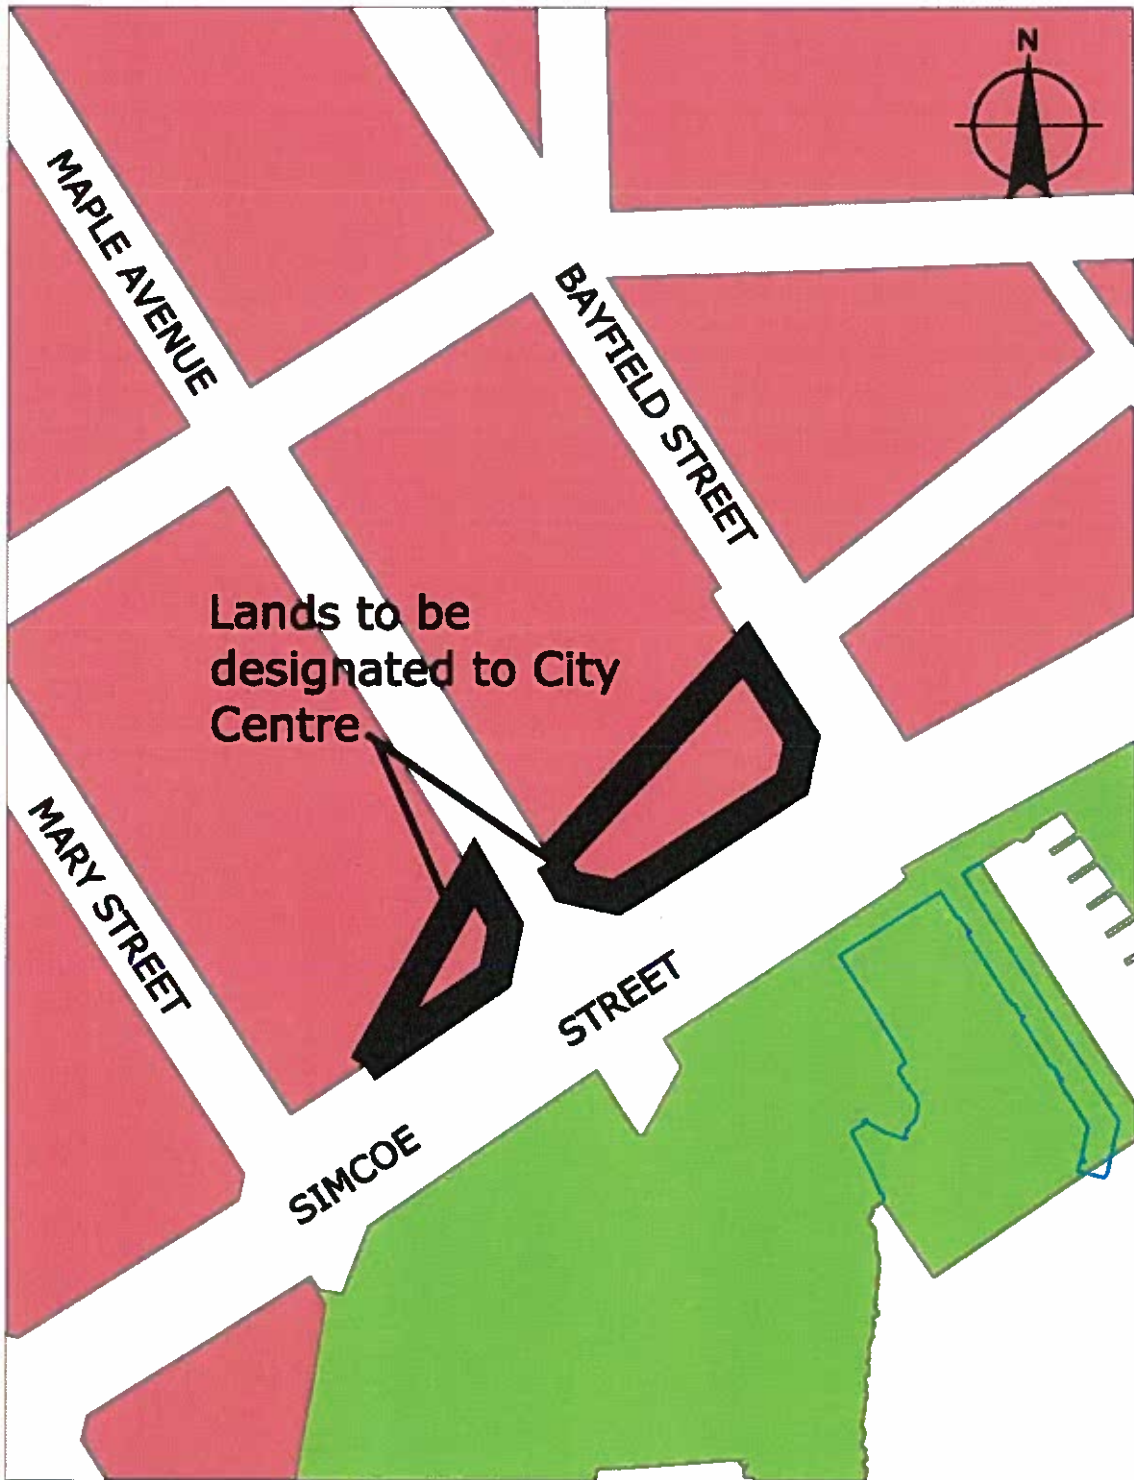 N
MAPLE AVENUE
BAYFIELD STREET
Lands to be
designated to City
Centre
MARY STREET
SIMCOE STREET